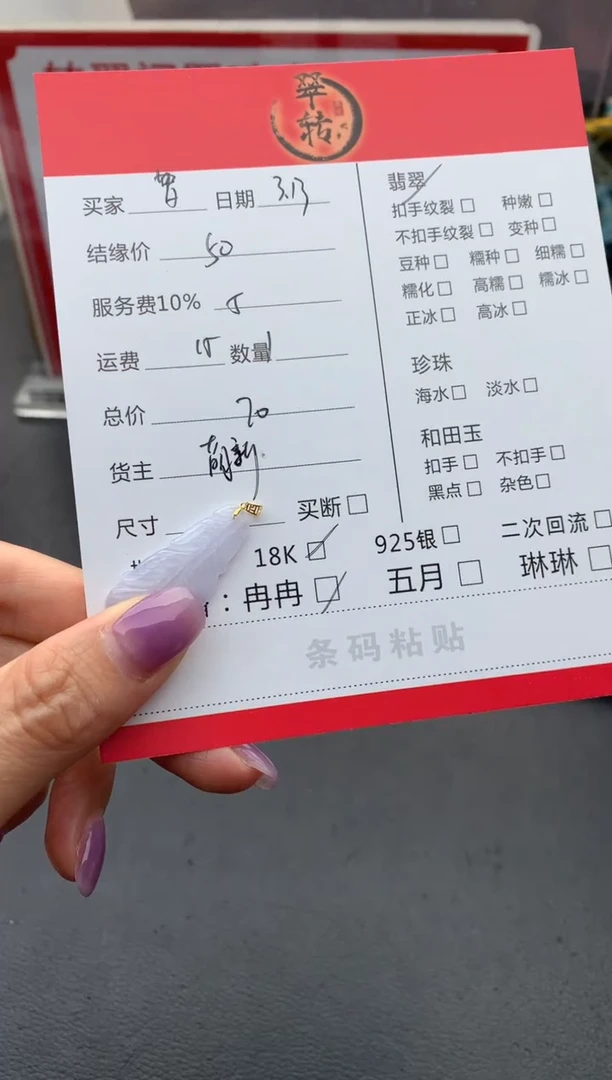 翠转
买家 曾 日期 3.13
结缘价 50
服务费10% 5
运费 15 数量 1
总价 70
货主 萌新
尺寸 买断
18K 925银 二次回流
：冉冉 五月 琳琳
条码粘贴
翡翠
扣手纹裂 种嫩
不扣手纹裂 变种
豆种 糯种 细糯
糯化 高糯 糯冰
正冰 高冰
珍珠
海水 淡水
和田玉
扣手 不扣手
黑点 杂色